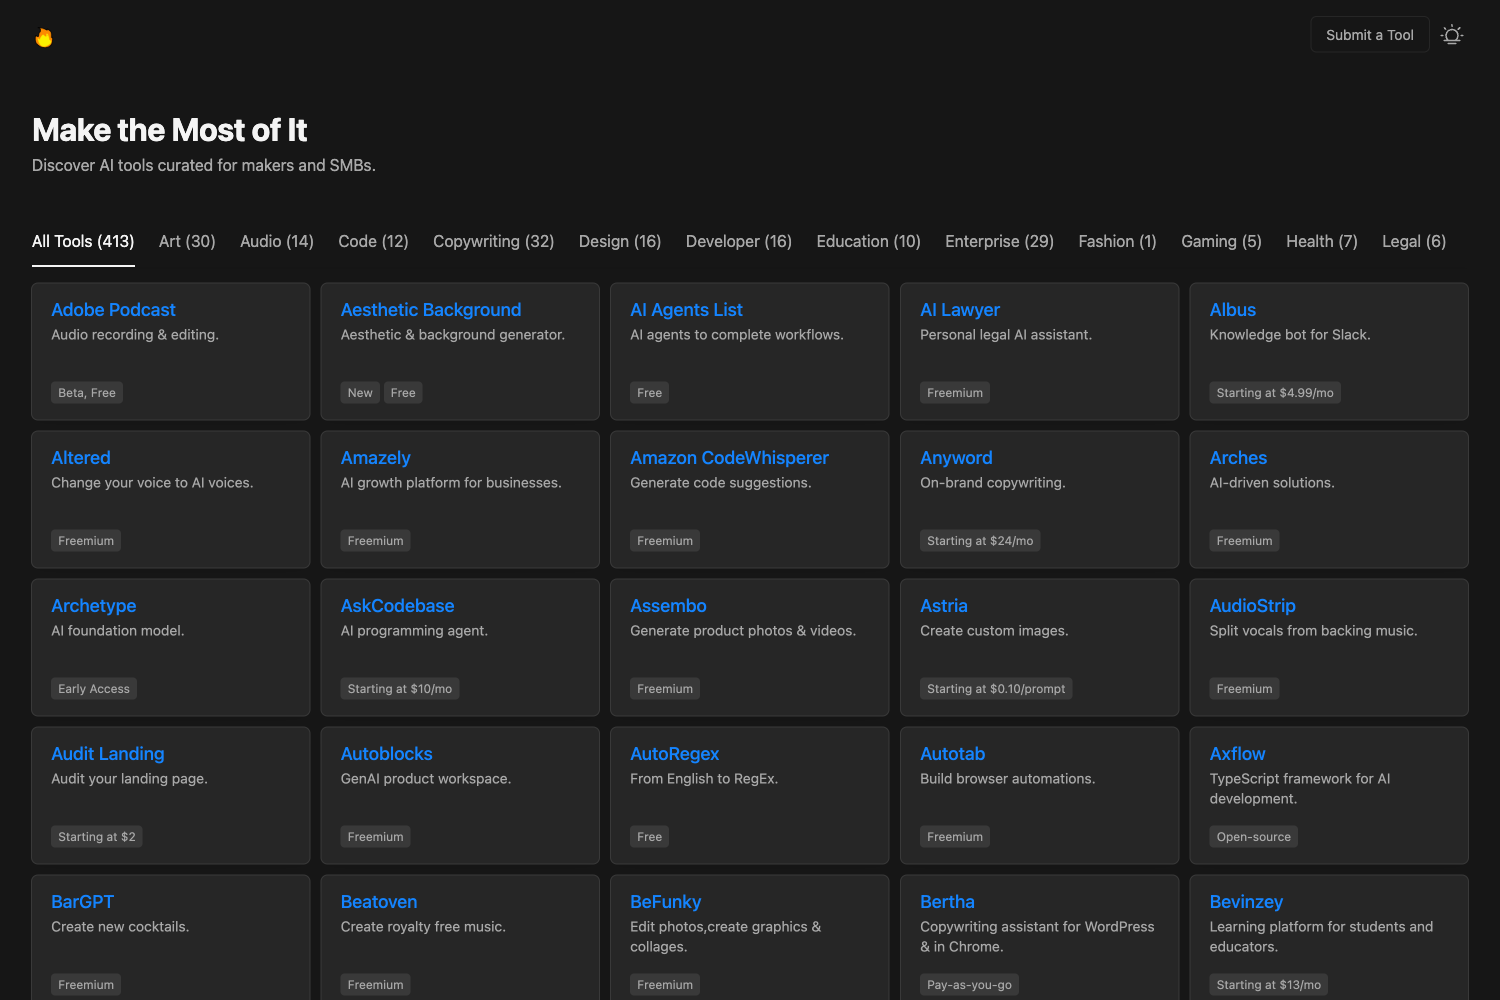 Submit a Tool
Make the Most of It
Discover AI tools curated for makers and SMBs.
All Tools (413) Art (30) Audio (14) Code (12) Copywriting (32) Design (16) Developer (16) Education (10) Enterprise (29) Fashion (1) Gaming (5) Health (7) Legal (6)
Adobe Podcast
Audio recording & editing.
Beta, Free
Aesthetic Background
Aesthetic & background generator.
New Free
AI Agents List
AI agents to complete workflows.
Free
AI Lawyer
Personal legal AI assistant.
Freemium
Albus
Knowledge bot for Slack.
Starting at $4.99/mo
Altered
Change your voice to AI voices.
Freemium
Amazely
AI growth platform for businesses.
Freemium
Amazon CodeWhisperer
Generate code suggestions.
Freemium
Anyword
On-brand copywriting.
Starting at $24/mo
Arches
AI-driven solutions.
Freemium
Archetype
AI foundation model.
Early Access
AskCodebase
AI programming agent.
Starting at $10/mo
Assembo
Generate product photos & videos.
Freemium
Astria
Create custom images.
Starting at $0.10/prompt
AudioStrip
Split vocals from backing music.
Freemium
Audit Landing
Audit your landing page.
Starting at $2
Autoblocks
GenAI product workspace.
Freemium
AutoRegex
From English to RegEx.
Free
Autotab
Build browser automations.
Freemium
Axflow
TypeScript framework for AI
development.
Open-source
BarGPT
Create new cocktails.
Freemium
Beatoven
Create royalty free music.
Freemium
BeFunky
Edit photos,create graphics &
collages.
Freemium
Bertha
Copywriting assistant for WordPress
& in Chrome.
Pay-as-you-go
Bevinzey
Learning platform for students and
educators.
Starting at $13/mo